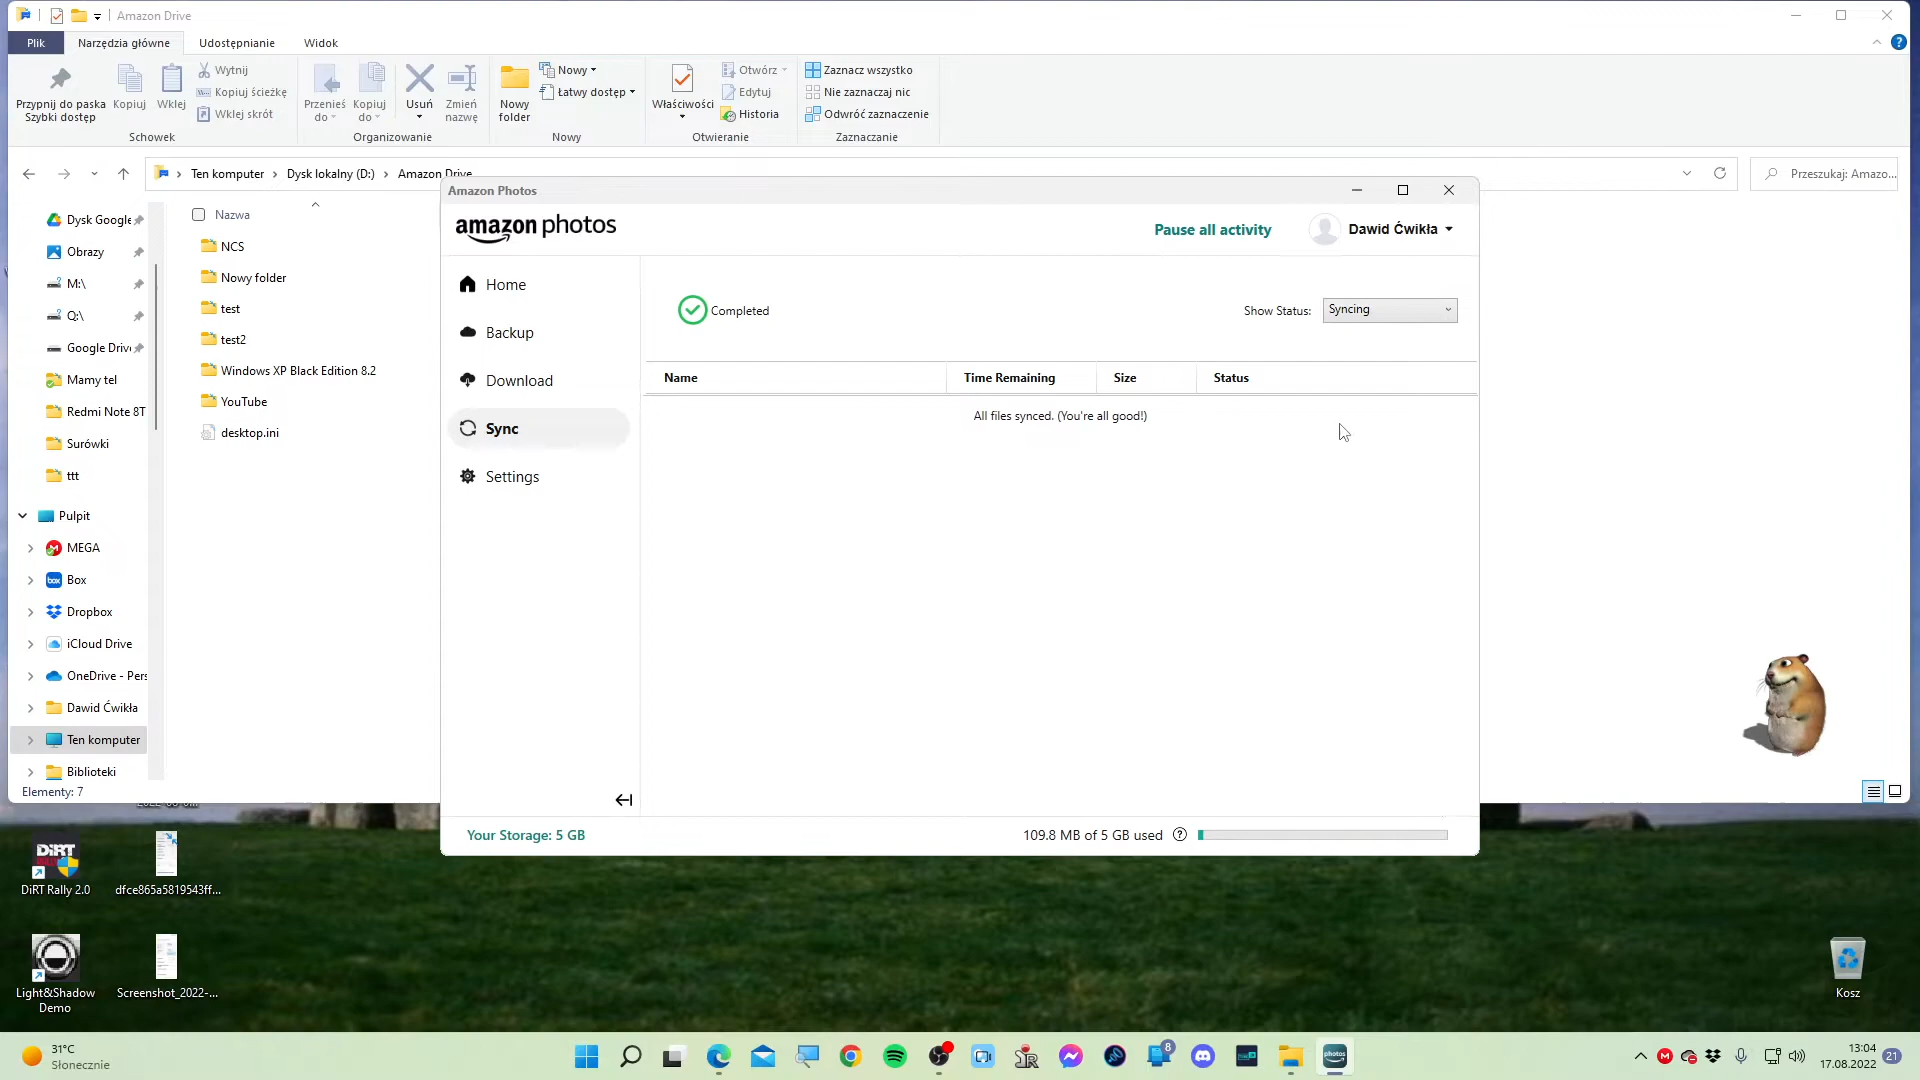 Amazon Drive
Plik Narzędzia główne Udostępnianie Widok
Przypnij do paska Szybki dostęp
Kopiuj
Wklej
Wytnij
Kopiuj ścieżkę
Wklej skrót
Schowek
Przenieś do
Kopiuj do
Usuń
Zmień nazwę
Organizowanie
Nowy folder
Nowy
Łatwy dostęp
Nowy
Właściwości
Otwórz
Edytuj
Historia
Otwieranie
Zaznacz wszystko
Nie zaznaczaj nic
Odwróć zaznaczenie
Zaznaczanie
Ten komputer Dysk lokalny (D:) Amazon Drive
Przeszukaj: Amazo...
Dysk Google
Obrazy
M:\
Q:\
Google Driv
Mamy tel
Redmi Note 8T
Surówki
ttt
Pulpit
MEGA
Box
Dropbox
iCloud Drive
OneDrive - Pers
Dawid Ćwikła
Ten komputer
Biblioteki
Elementy: 7
Nazwa
NCS
Nowy folder
test
test2
Windows XP Black Edition 8.2
YouTube
desktop.ini
Amazon Photos
amazon photos
Pause all activity
Dawid Ćwikła
Home
Backup
Download
Sync
Settings
Completed
Show Status: Syncing
Name Time Remaining Size Status
All files synced. (You're all good!)
Your Storage: 5 GB
109.8 MB of 5 GB used
DiRT
DiRT Rally 2.0
dfce865a5819543ff...
Light&Shadow Demo
Screenshot_2022-...
Kosz
31°C
Słonecznie
photos
8
13:04
17.08.2022
21